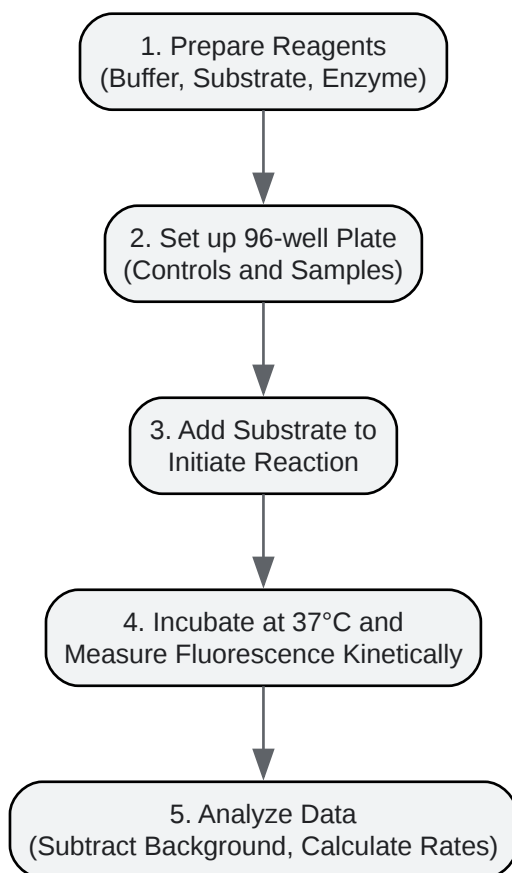 1. Prepare Reagents
(Buffer, Substrate, Enzyme)
2. Set up 96-well Plate
(Controls and Samples)
3. Add Substrate to
Initiate Reaction
4. Incubate at 37°C and
Measure Fluorescence Kinetically
5. Analyze Data
(Subtract Background, Calculate Rates)